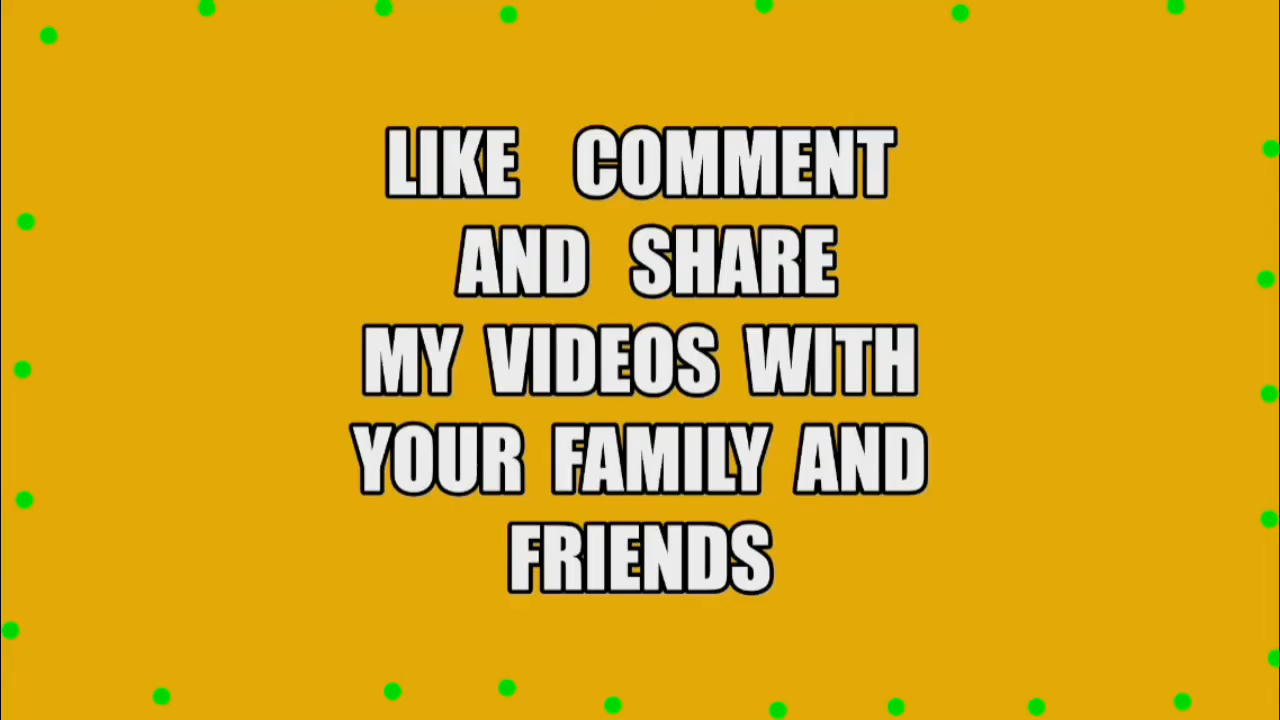 LIKE COMMENT
AND SHARE
MY VIDEOS WITH
YOUR FAMILY AND
FRIENDS